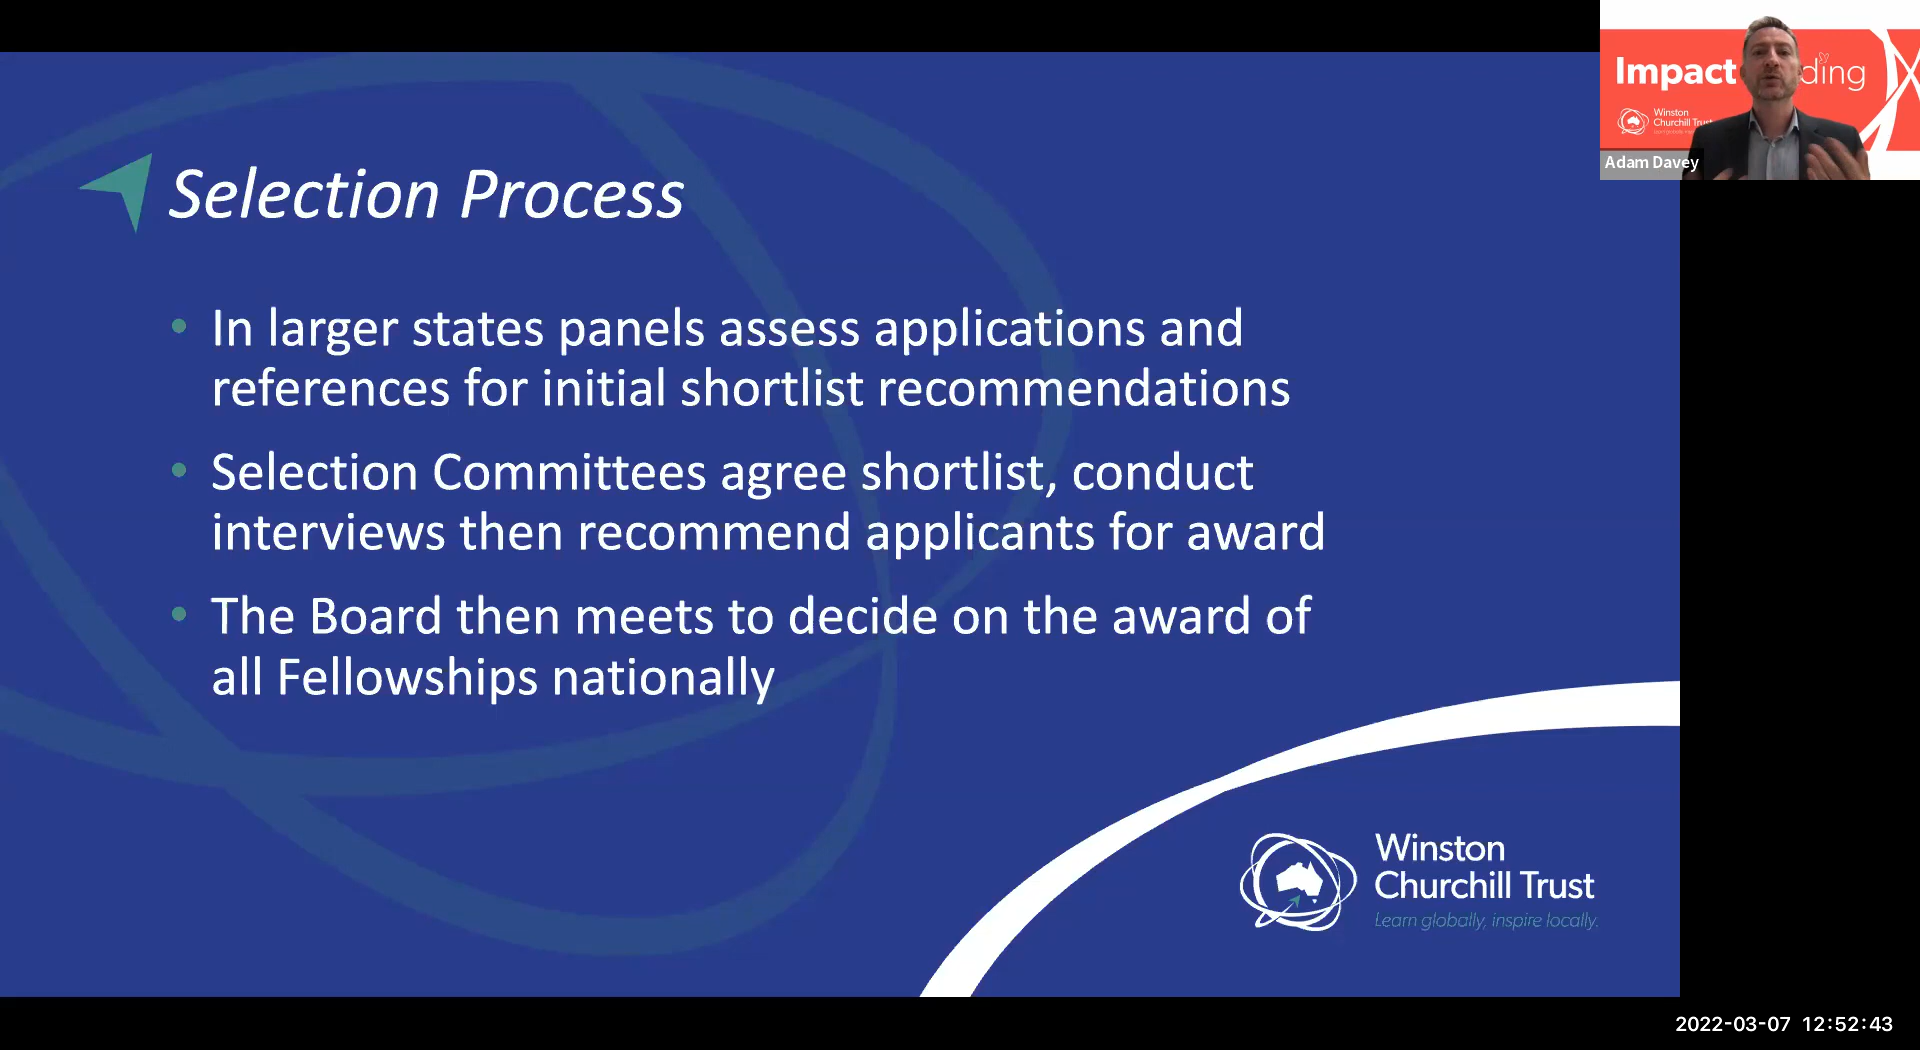 Selection Process
• In larger states panels assess applications and
references for initial shortlist recommendations
• Selection Committees agree shortlist, conduct
interviews then recommend applicants for award
• The Board then meets to decide on the award of
all Fellowships nationally
Winston
Churchill Trust
Learn globally, inspire locally.
Impact ding
Winston
Churchill Trus
Adam Davey
2022-03-07 12:52:43